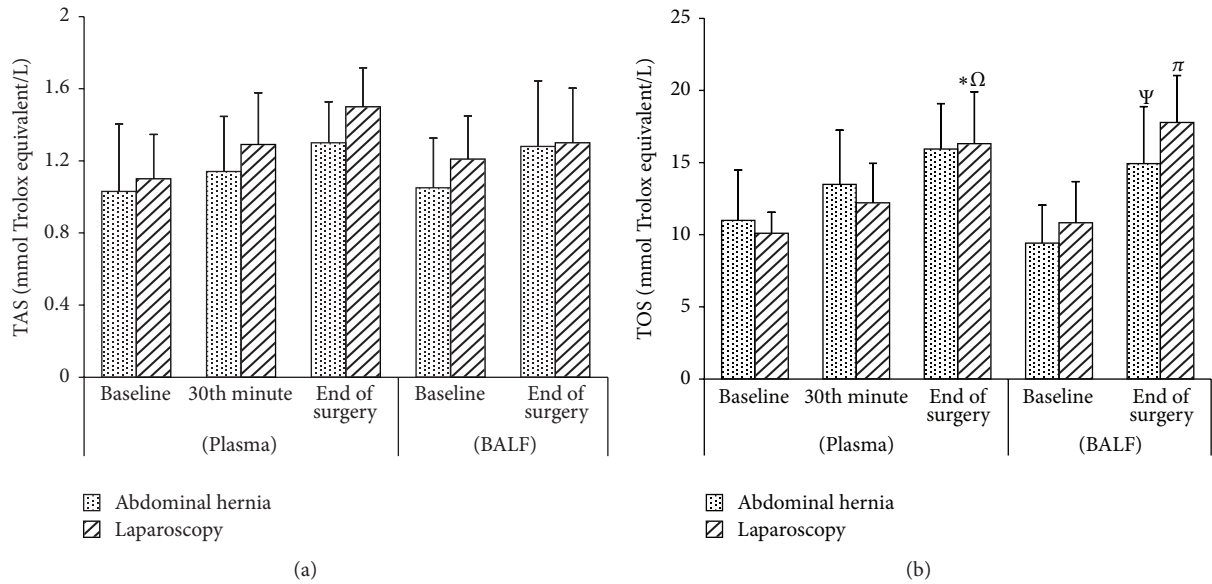 TAS (mmol Trolox equivalent/L)
2
1.6
1.2
0.8
0.4
0
Baseline 30th minute End of surgery Baseline End of surgery
(Plasma) (BALF)
Abdominal hernia
Laparoscopy
(a)
TOS (mmol Trolox equivalent/L)
25
20
15
10
5
0
*Ω
Ψ
π
Baseline 30th minute End of surgery Baseline End of surgery
(Plasma) (BALF)
Abdominal hernia
Laparoscopy
(b)